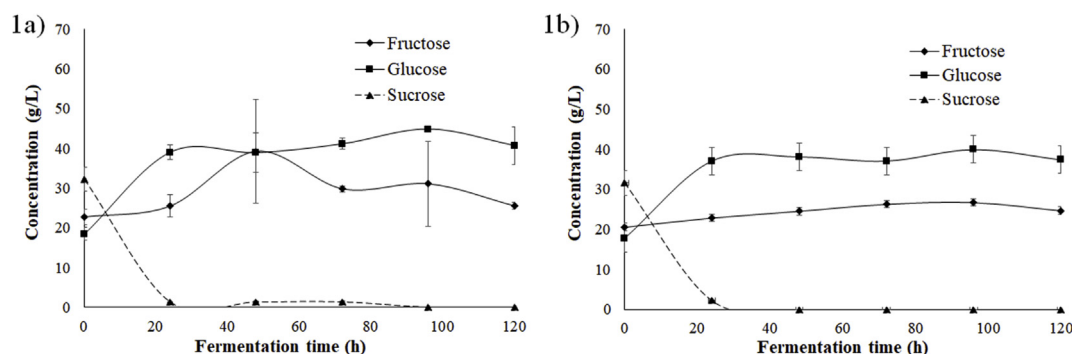 1a)
70
60
50
40
30
20
10
0
Concentration (g/L)
Fructose
Glucose
Sucrose
0 20 40 60 80 100 120
Fermentation time (h)
1b)
70
60
50
40
30
20
10
0
Concentration (g/L)
Fructose
Glucose
Sucrose
0 20 40 60 80 100 120
Fermentation time (h)